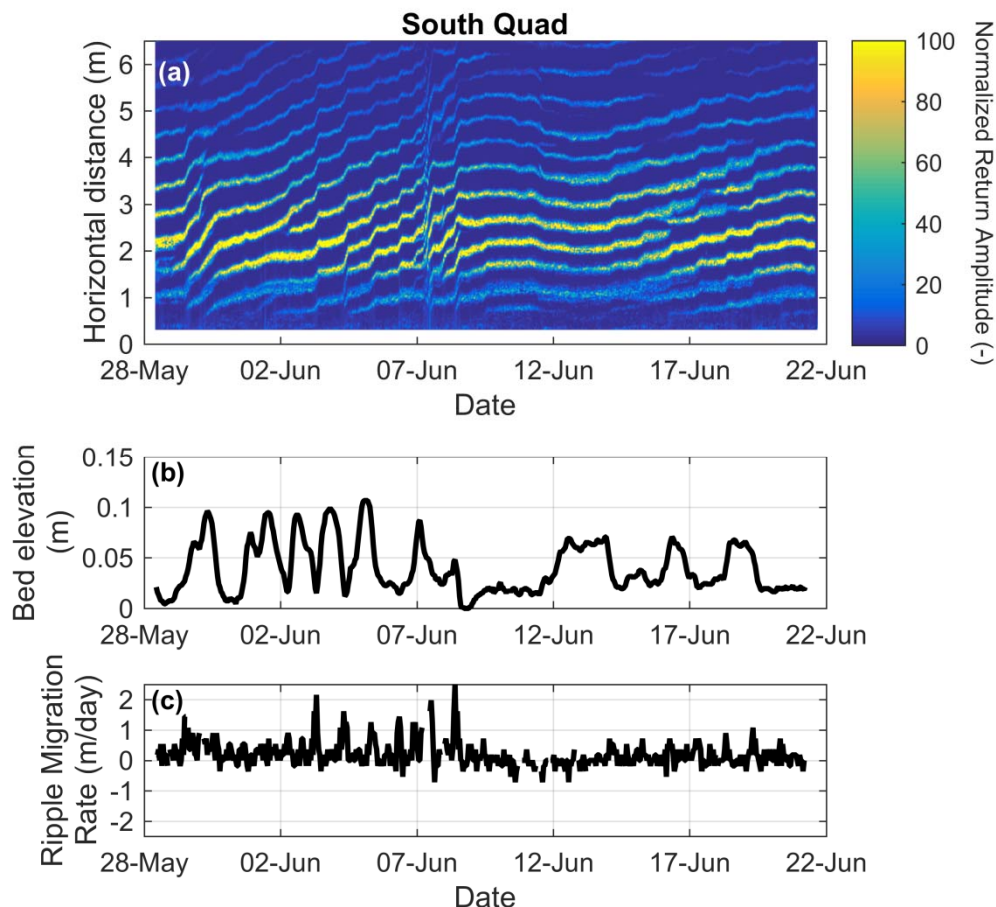 South Quad
(a)
Horizontal distance (m)
6
5
4
3
2
1
0
28-May 02-Jun 07-Jun 12-Jun 17-Jun 22-Jun
Date
100
80
60
40
20
0
Normalized Return Amplitude (-)
(b)
Bed elevation
(m)
0.15
0.1
0.05
0
28-May 02-Jun 07-Jun 12-Jun 17-Jun 22-Jun
(c)
Ripple Migration
Rate (m/day)
2
1
0
-1
-2
28-May 02-Jun 07-Jun 12-Jun 17-Jun 22-Jun
Date